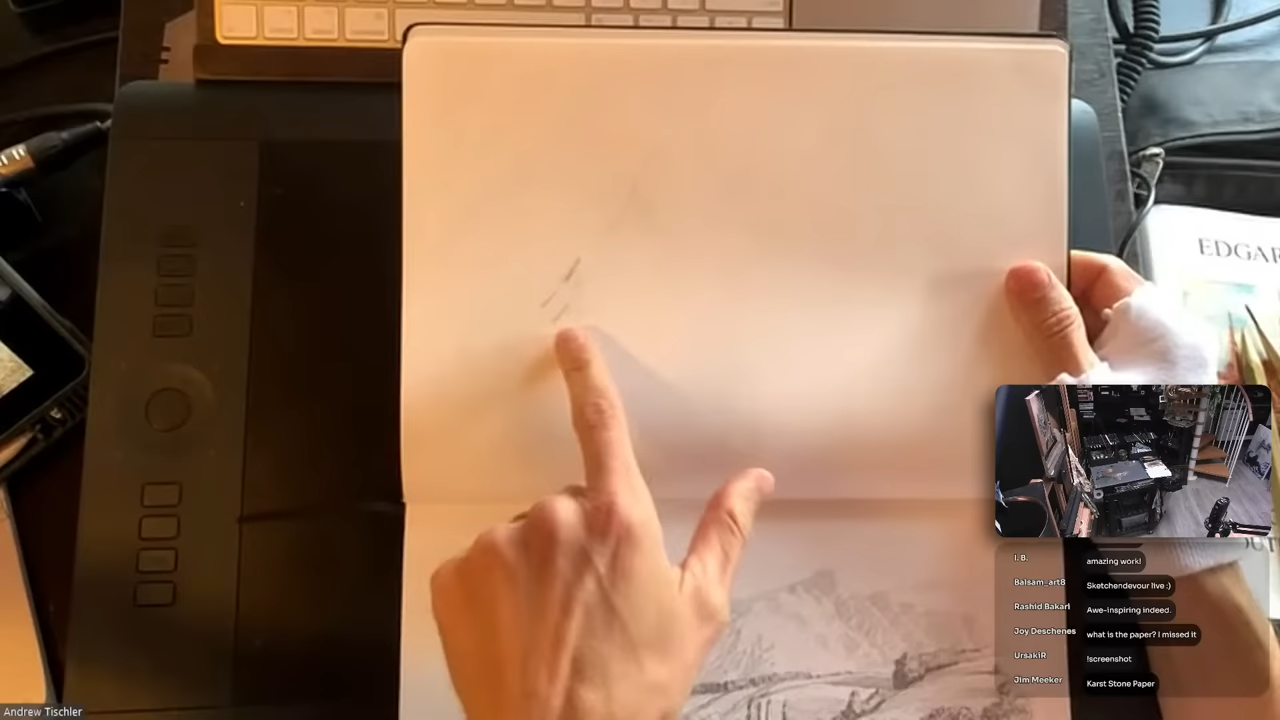 EDGAR
I. B. amazing work!
Balsam_art8 Sketchendevour live :)
Rashid Bakari Awe-inspiring indeed.
Joy Deschenes what is the paper? I missed it
UrsakiR !screenshot
Jim Meeker Karst Stone Paper
Andrew Tischler